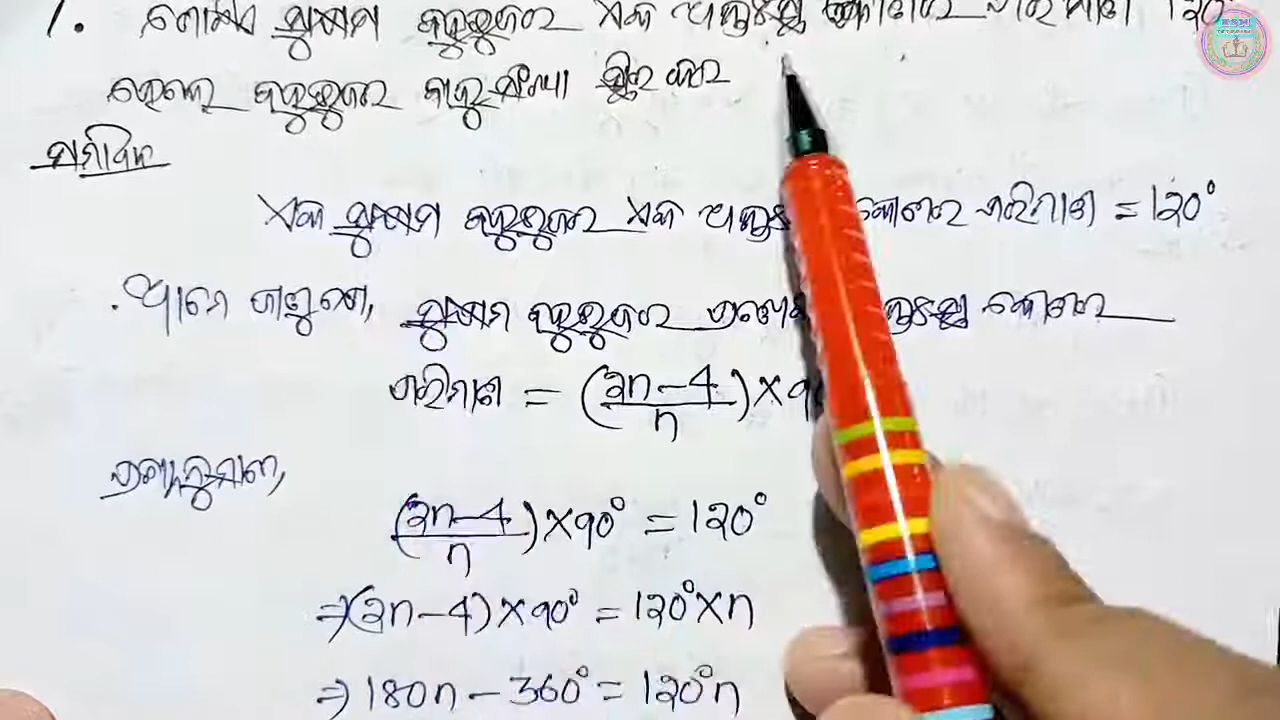 1. ଗୋଟିଏ ସୁଷମ ବହୁଭୁଜର ଏକ ଅନ୍ତଃସ୍ଥ କୋଣର ପରିମାଣ 120°
ହେଲେ ବହୁଭୁଜର ବାହୁ ସଂଖ୍ୟା ସ୍ଥିର କର
ସମାଧାନ
ଏକ ସୁଷମ ବହୁଭୁଜର ଏକ କୋଣର ପରିମାଣ = 120°
ଆମେ ଜାଣୁଛେ, ସୁଷମ ବହୁଭୁଜର କୋଣର
ପରିମାଣ = (2n-4/n)×9
ପ୍ରଶ୍ନାନୁସାରେ,
(2n-4/n)×90° = 120°
⇒(2n-4)×90° = 120°×n
⇒180n-360° = 120°n